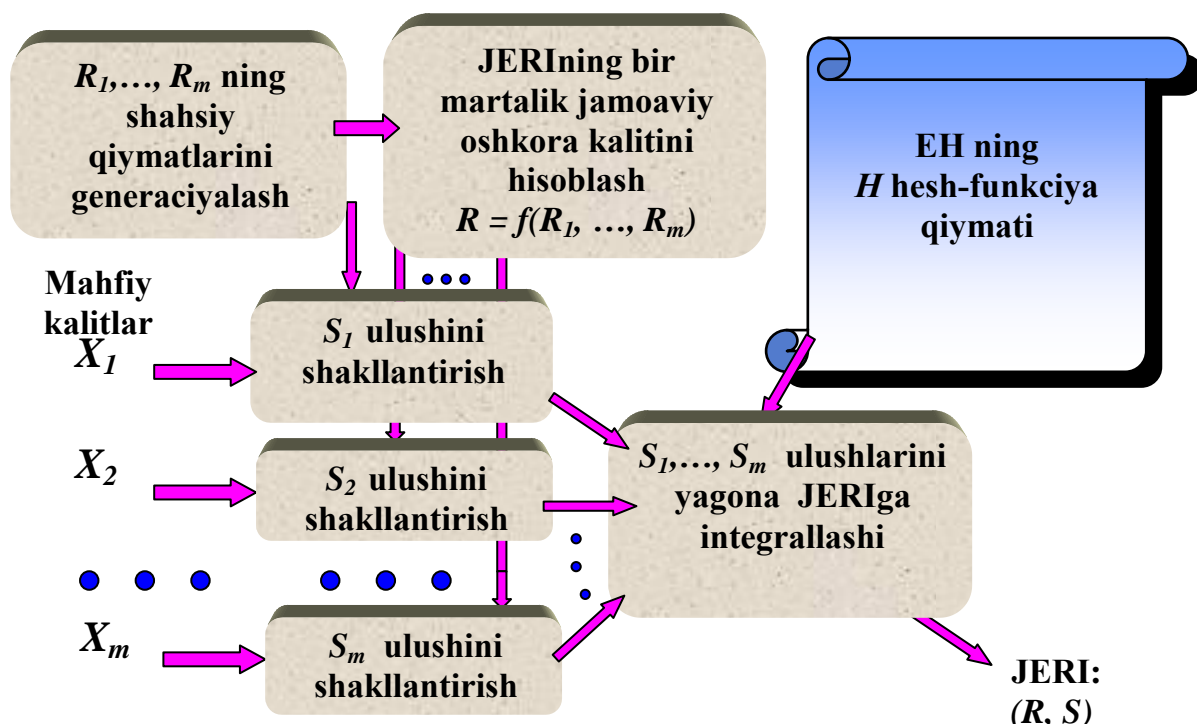 R1,…, Rm ning
shahsiy
qiymatlarini
generaciyalash
JERIning bir
martalik jamoaviy
oshkora kalitini
hisoblash
R = f(R1, …, Rm)
EH ning
H hesh-funkciya
qiymati
Mahfiy
kalitlar
X1
S1 ulushini
shakllantirish
X2
S2 ulushini
shakllantirish
S1,…, Sm ulushlarini
yagona JERIga
integrallashi
Xm
Sm ulushini
shakllantirish
JERI:
(R, S)